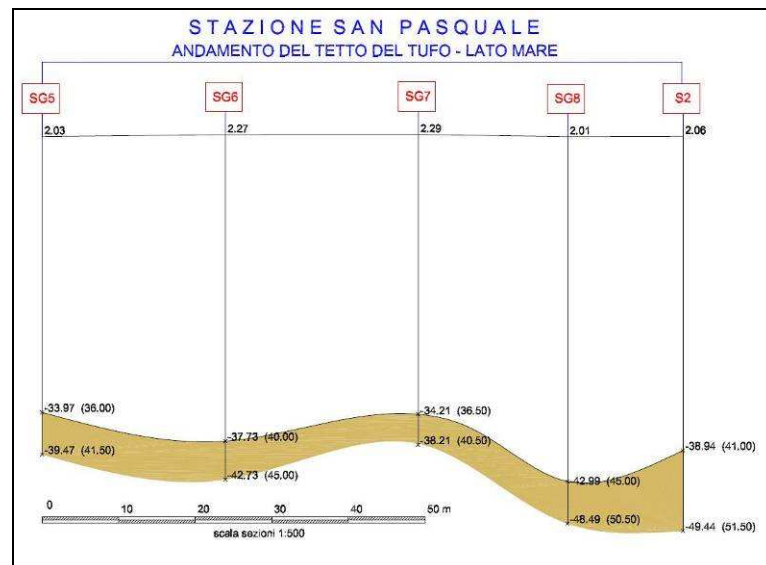 STAZIONE SAN PASQUALE
ANDAMENTO DEL TETTO DEL TUFO - LATO MARE
SG5 SG6 SG7 SG8 S2
2.03 2.27 2.29 2.01 2.06
-33.97 (36.00) -37.73 (40.00) -34.21 (36.50) -42.99 (45.00) -38.94 (41.00)
-39.47 (41.50) -42.73 (45.00) -38.21 (40.50) -48.49 (50.50) -49.44 (51.50)
0 10 20 30 40 50 m
scala sezioni 1:500